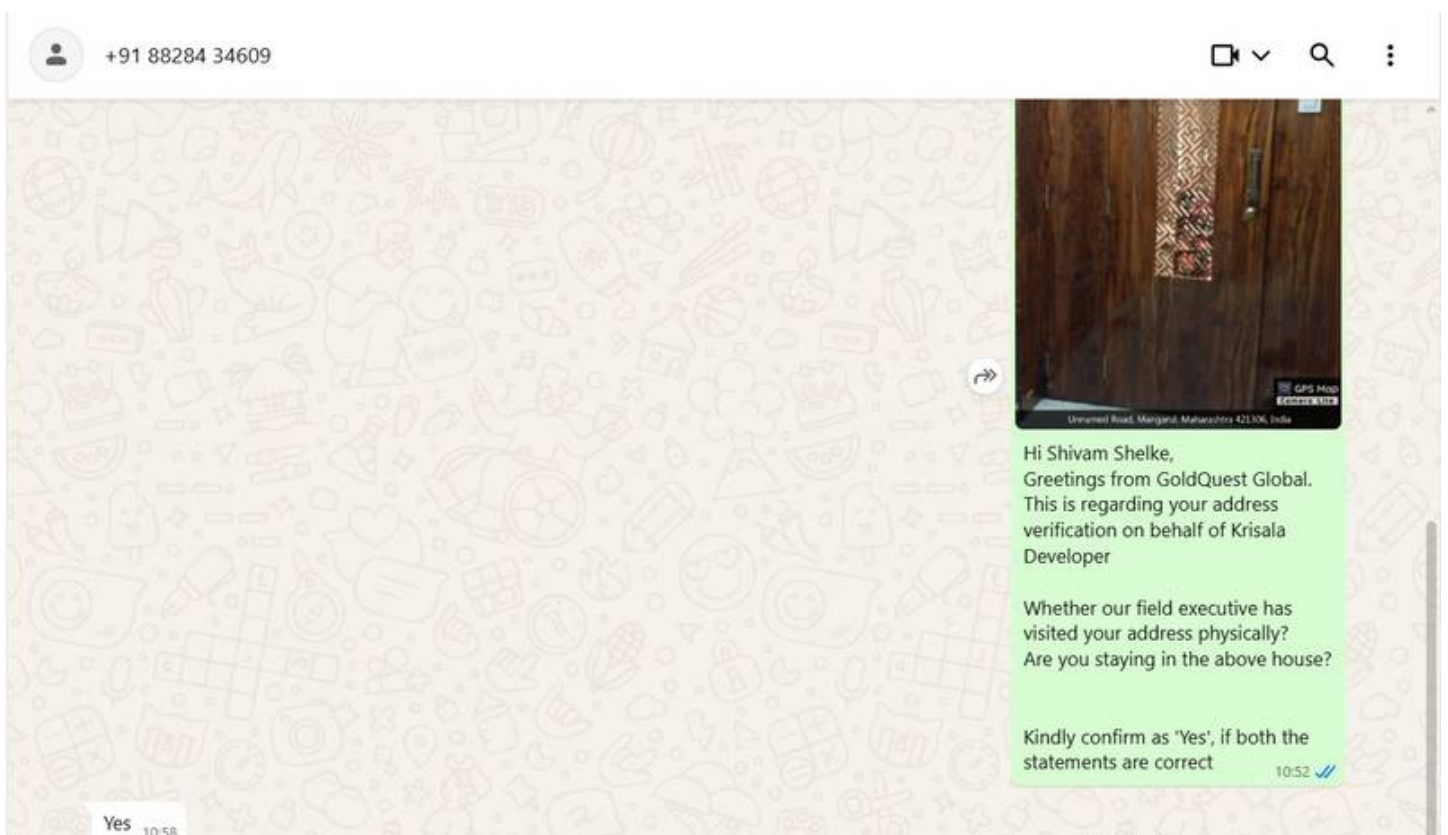 +91 88284 34609
GPS Map
Camera Lite
Unnamed Road, Mangarul, Maharashtra 421306, India
Hi Shivam Shelke,
Greetings from GoldQuest Global.
This is regarding your address
verification on behalf of Krisala
Developer
Whether our field executive has
visited your address physically?
Are you staying in the above house?
Kindly confirm as 'Yes', if both the
statements are correct
10:52
Yes
10:58